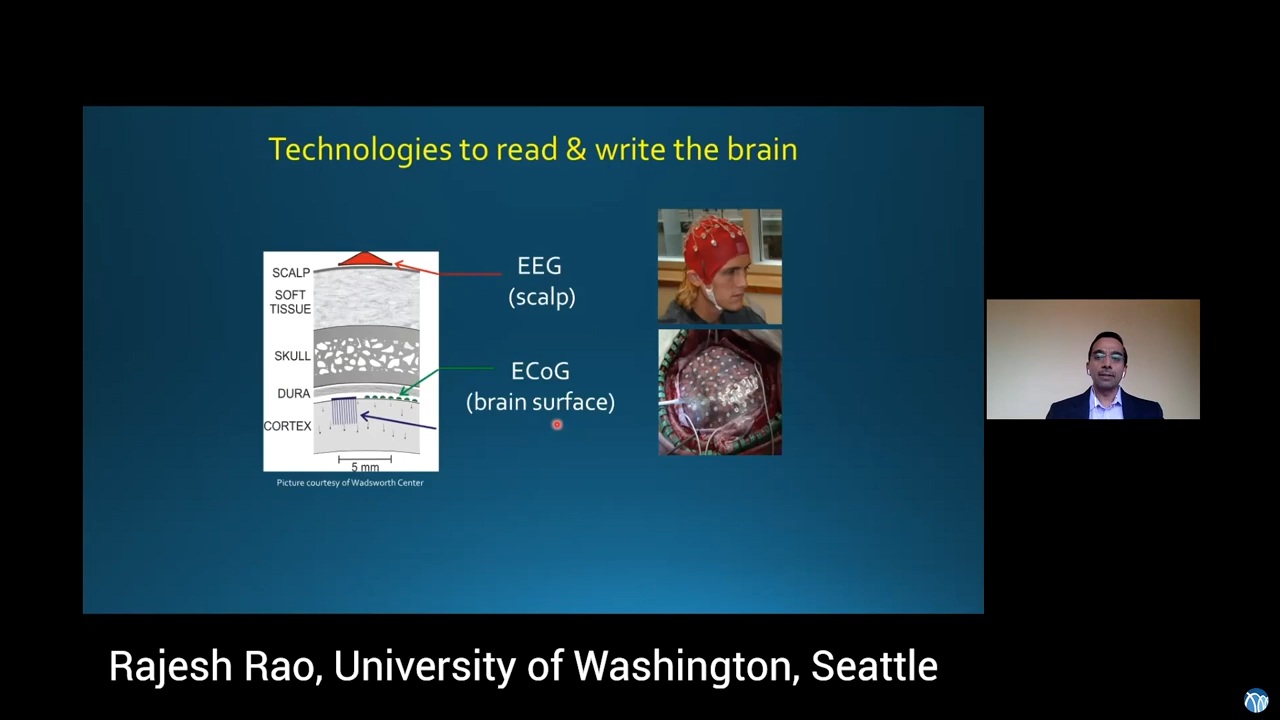 Technologies to read & write the brain
SCALP
SOFT
TISSUE
SKULL
DURA
CORTEX
5 mm
Picture courtesy of Wadsworth Center
EEG
(scalp)
ECoG
(brain surface)
Rajesh Rao, University of Washington, Seattle